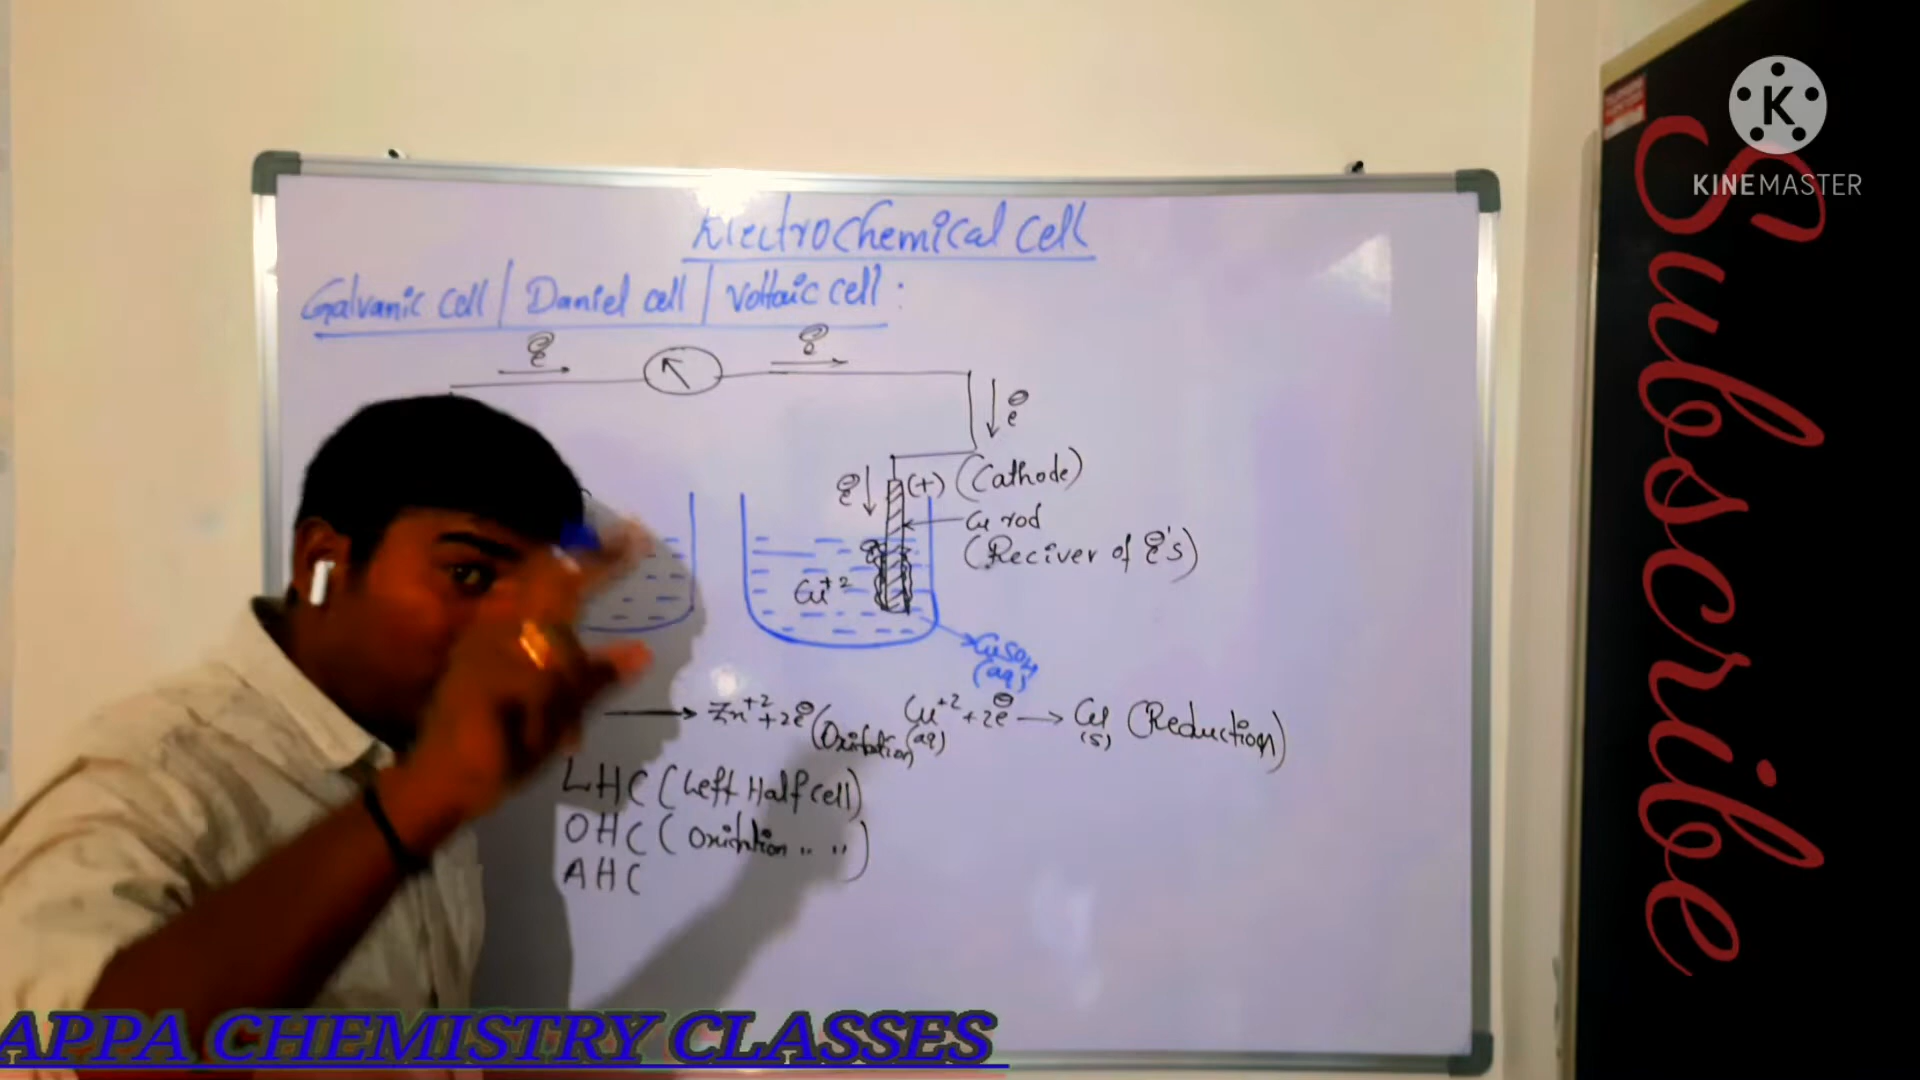 Electrochemical Cell
Galvanic Cell / Daniel cell / Voltaic cell :
e⊖ e⊖
e⊖
e⊖ (+) (Cathode)
Cu rod
(Reciver of e⊖'s)
Cu+2
CuSO4
(aq)
Zn+2 + 2e⊖ (Oxidation) Cu+2(aq) + 2e⊖ → Cu(s) (Reduction)
LHC (Left Half cell)
OHC ( Oxidation " " )
AHC
APPA CHEMISTRY CLASSES
Subscribe
KINEMASTER